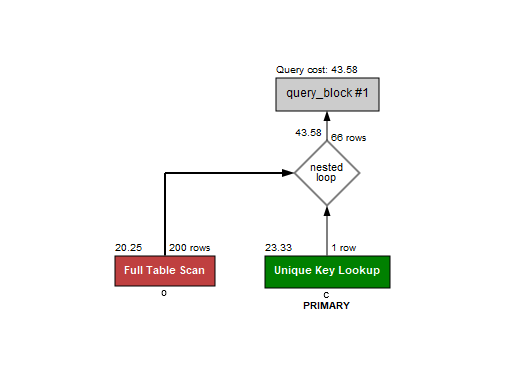 Query cost: 43.58
query_block #1
43.58
66 rows
nested
loop
20.25
200 rows
23.33
1 row
Full Table Scan
Unique Key Lookup
o
c
PRIMARY